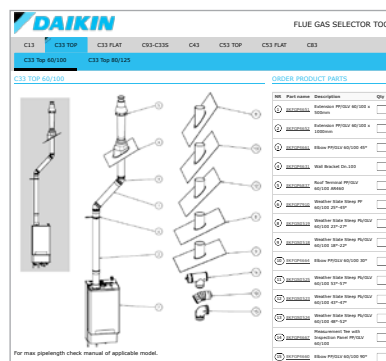 DAIKIN
FLUE GAS SELECTOR TOO
C13 C33 TOP C33 FLAT C93-C33S C43 C53 TOP C53 FLAT C83
C33 Top 60/100 C33 Top 80/125
C33 TOP 60/100
ORDER PRODUCT PARTS
NR Part name Description Qty
Extension PP/GLV 60/100 x
500mm
Extension PP/GLV 60/100 x
1000mm
Elbow PP/GLV 60/100 45°
Wall Bracket Dn.100
Roof Terminal PP/GLV
60/100 AR460
Weather Slate Steep PF
60/100 25°-45°
Weather Slate Steep Pb/GLV
60/100 23°-27°
Weather Slate Steep Pb/GLV
60/100 18°-22°
Elbow PP/GLV 60/100 30°
Weather Slate Steep Pb/GLV
60/100 53°-57°
Weather Slate Steep Pb/GLV
60/100 43°-47°
Weather Slate Steep Pb/GLV
60/100 48°-52°
Measurement Tee with
Inspection Panel PP/GLV
60/100
Elbow PP/GLV 60/100 90°
For max pipelength check manual of applicable model.